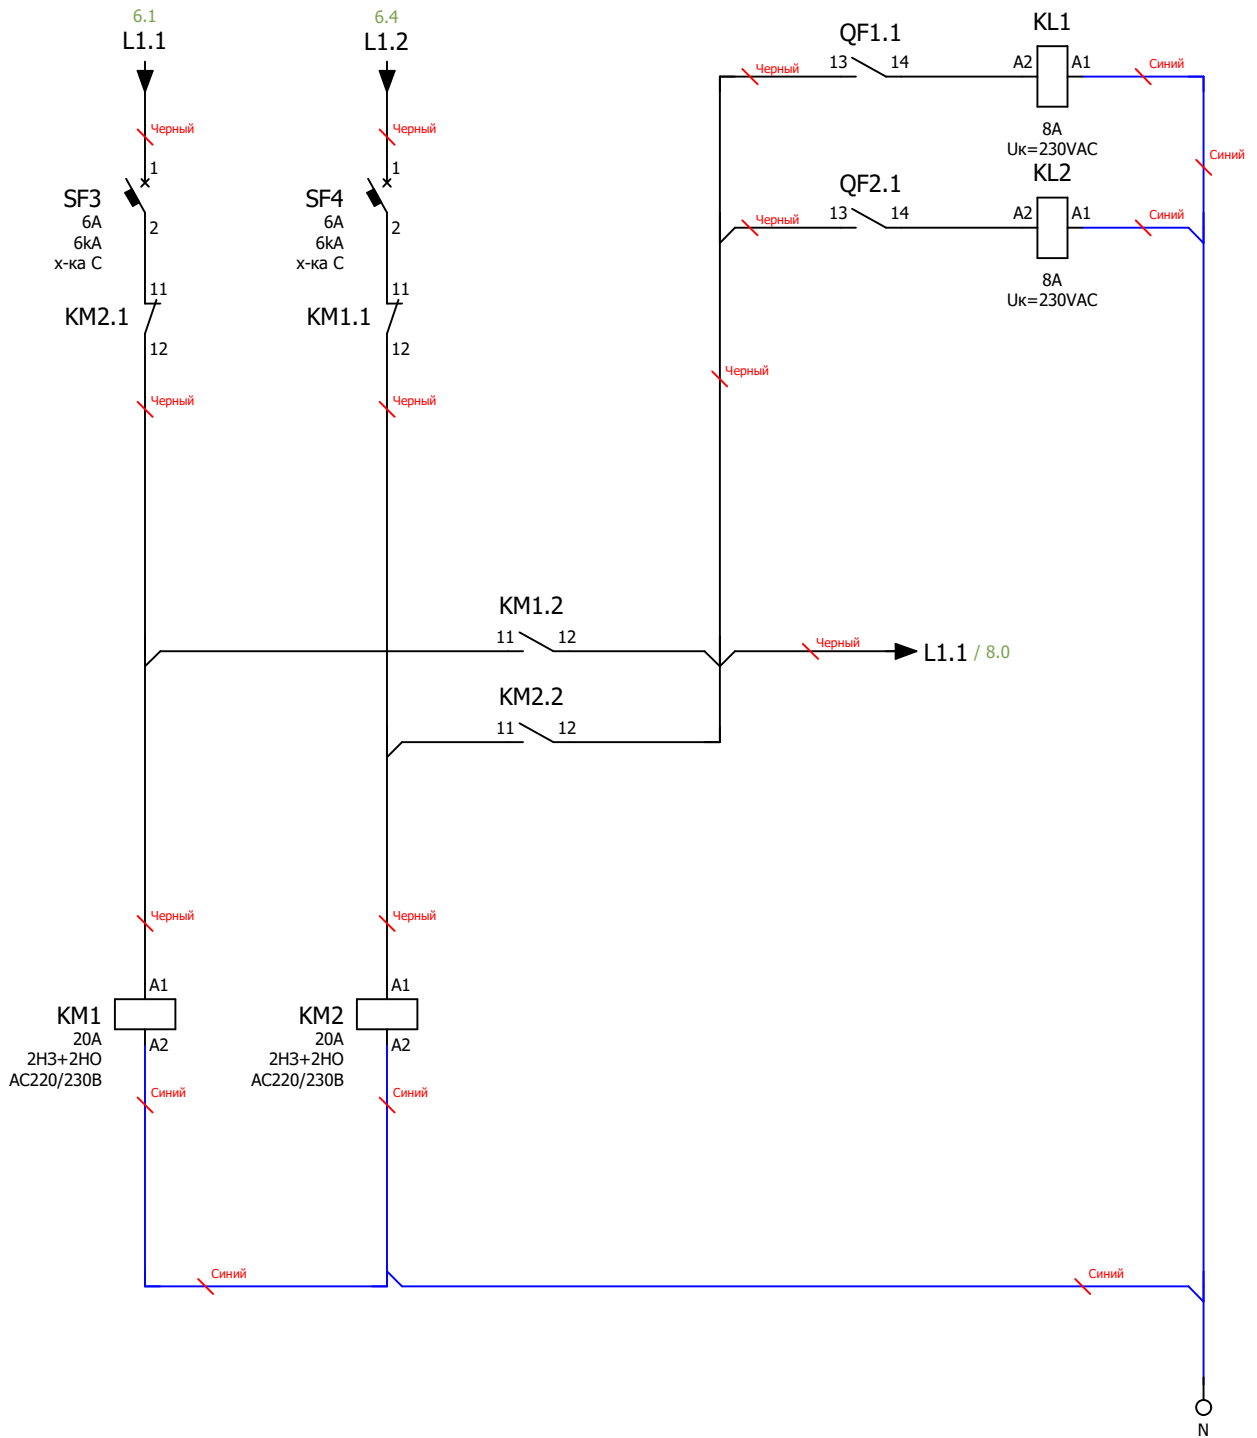 6.1
L1.1
6.4
L1.2
QF1.1
13
14
KL1
A2
A1
8A
Uк=230VAC
Черный
Синий
Черный
Черный
Синий
1
SF3
6A
6kA
х-ка C
2
1
SF4
6A
6kA
х-ка C
2
QF2.1
13
14
KL2
A2
A1
8A
Uк=230VAC
Черный
Синий
11
KM2.1
12
11
KM1.1
12
Черный
Черный
Черный
KM1.2
11
12
Черный
L1.1 / 8.0
KM2.2
11
12
Черный
Черный
A1
KM1
20A
2НЗ+2НО
AC220/230В
A2
A1
KM2
20A
2НЗ+2НО
AC220/230В
A2
Синий
Синий
Синий
Синий
N